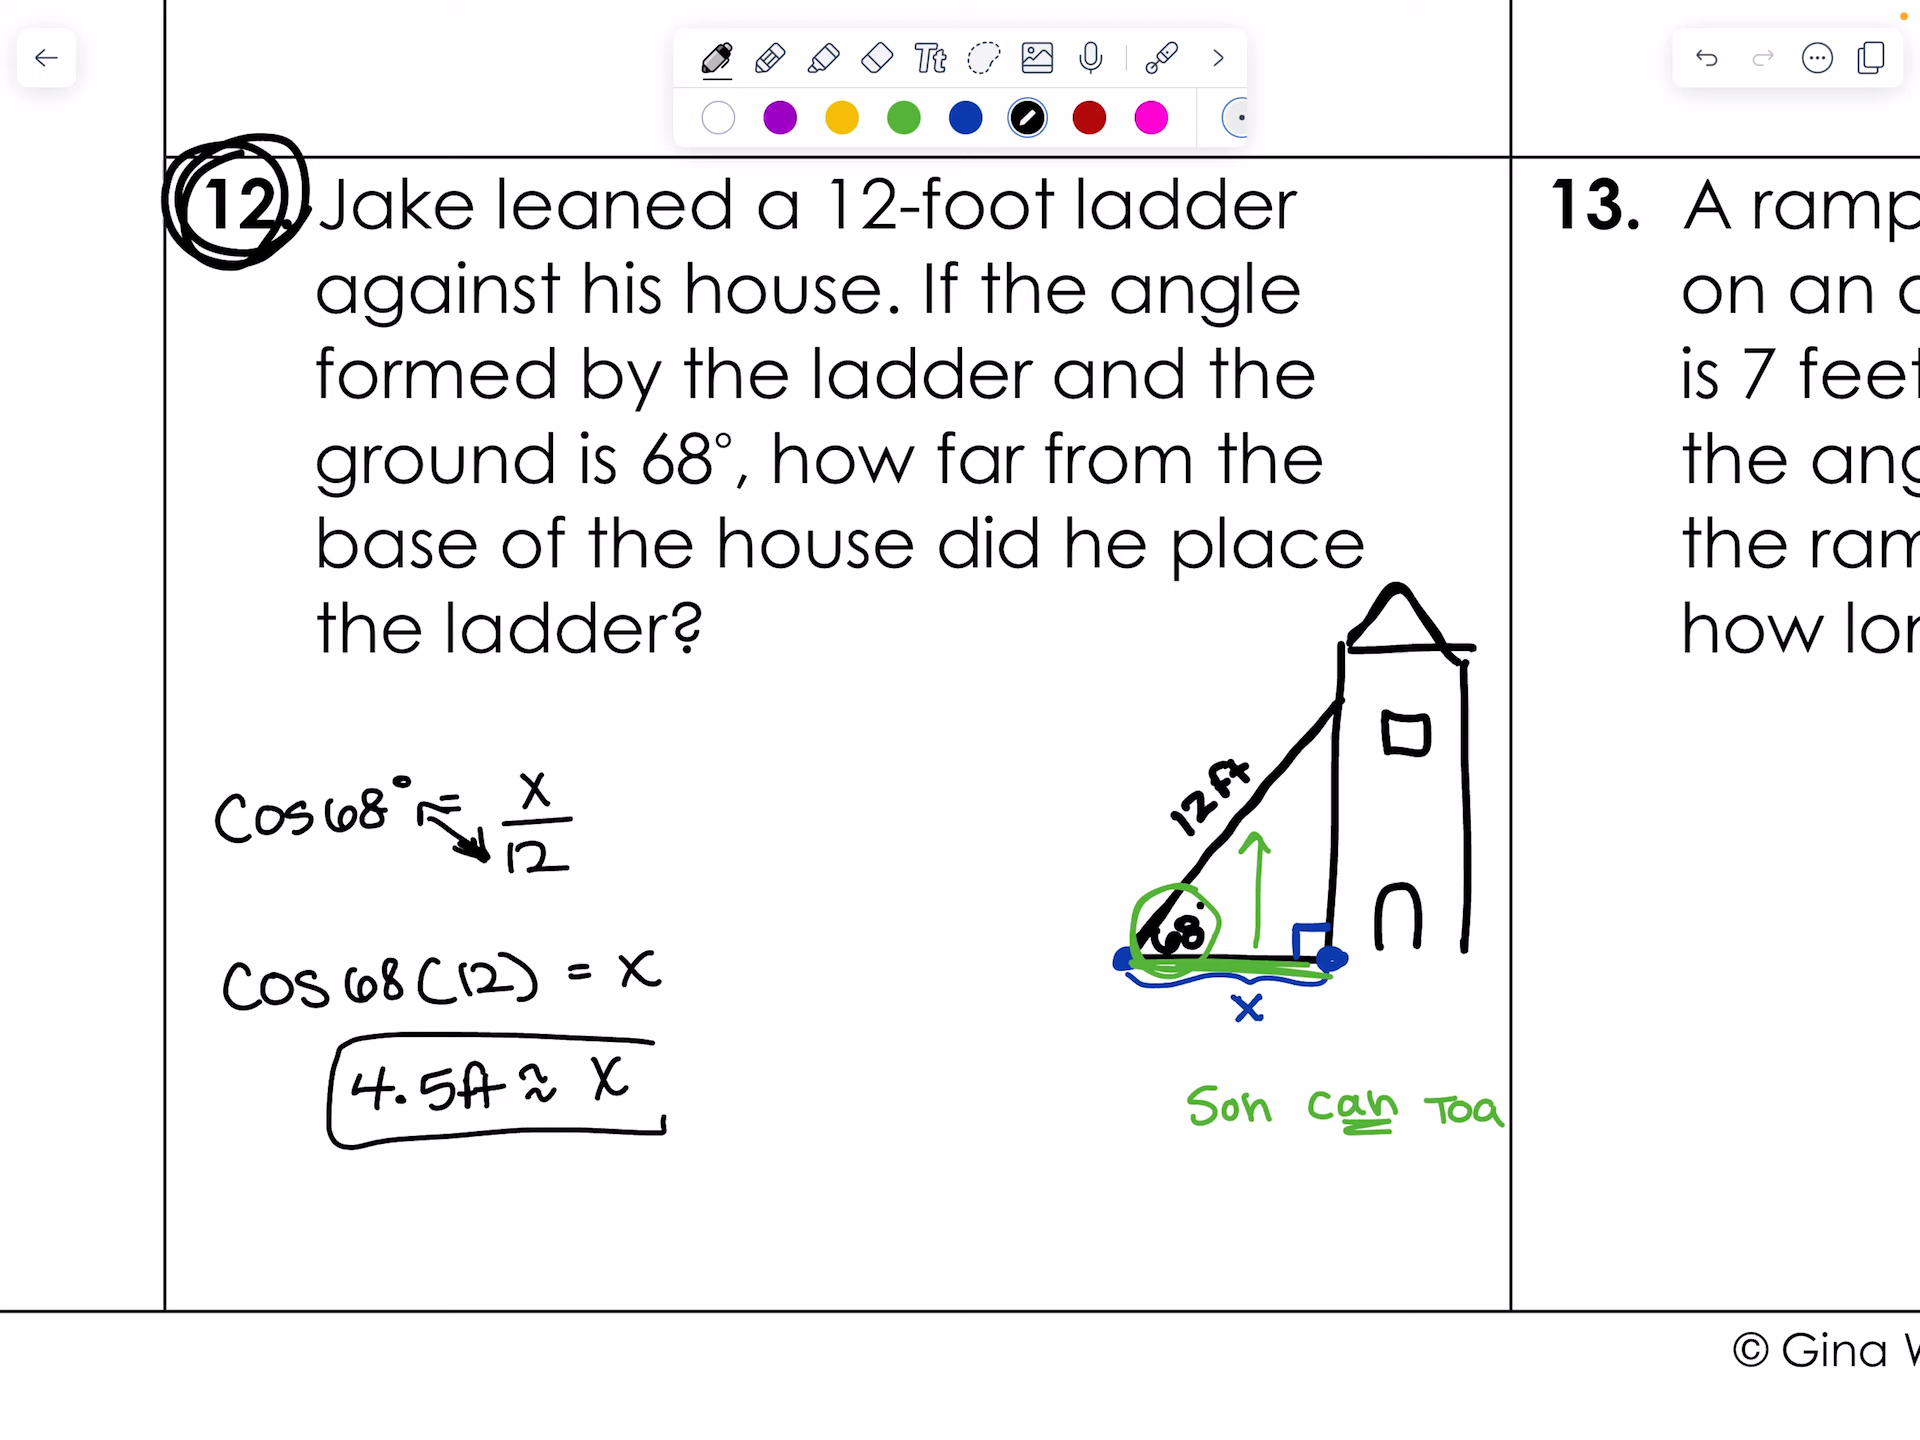 Tt
12. Jake leaned a 12-foot ladder
against his house. If the angle
formed by the ladder and the
ground is 68°, how far from the
base of the house did he place
the ladder?
13. A ramp
on an
is 7 feet
the
the
how
12 ft
68°
x
Cos 68° = x
12
Cos 68 (12) = x
4.5ft ≈ x
Soh Cah Toa
© Gina